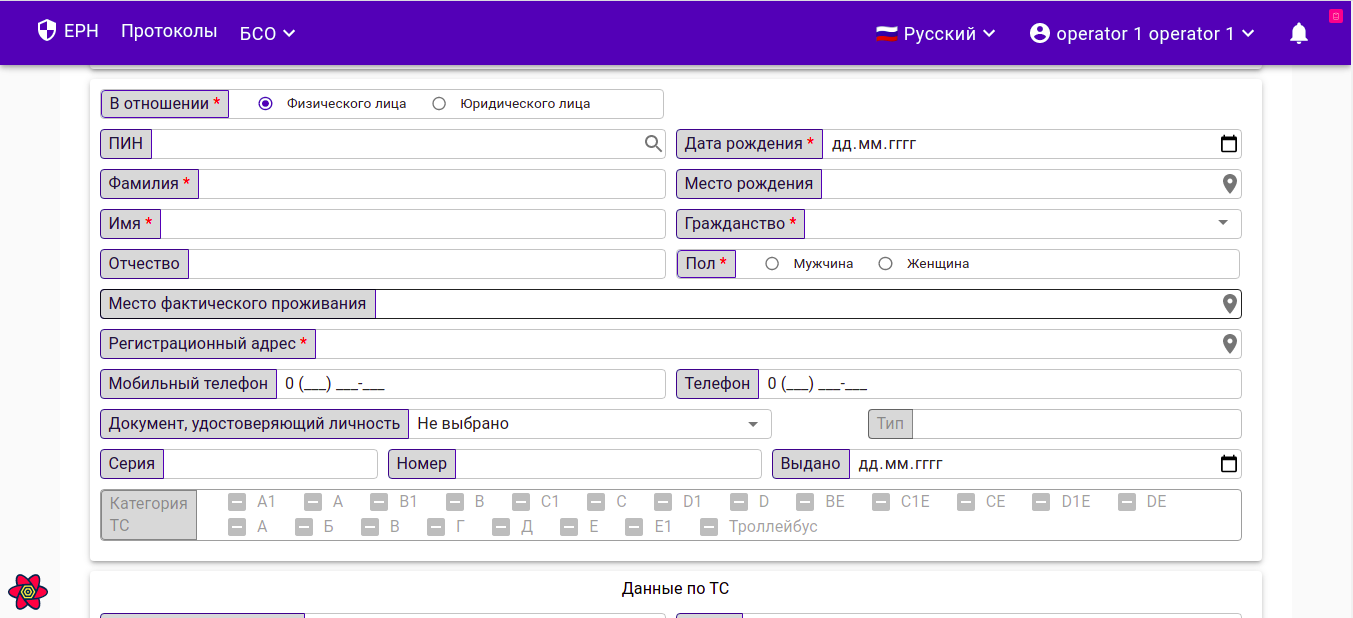 ЕРН Протоколы БСО Русский operator 1 operator 1
В отношении * Физического лица Юридического лица
ПИН Дата рождения * дд.мм.гггг
Фамилия * Место рождения
Имя * Гражданство *
Отчество Пол * Мужчина Женщина
Место фактического проживания
Регистрационный адрес *
Мобильный телефон 0 (___) ___-___ Телефон 0 (___) ___-___
Документ, удостоверяющий личность Не выбрано Тип
Серия Номер Выдано дд.мм.гггг
Категория ТС A1 A B1 B C1 C D1 D BE C1E CE D1E DE
А Б В Г Д Е Е1 Троллейбус
Данные по ТС